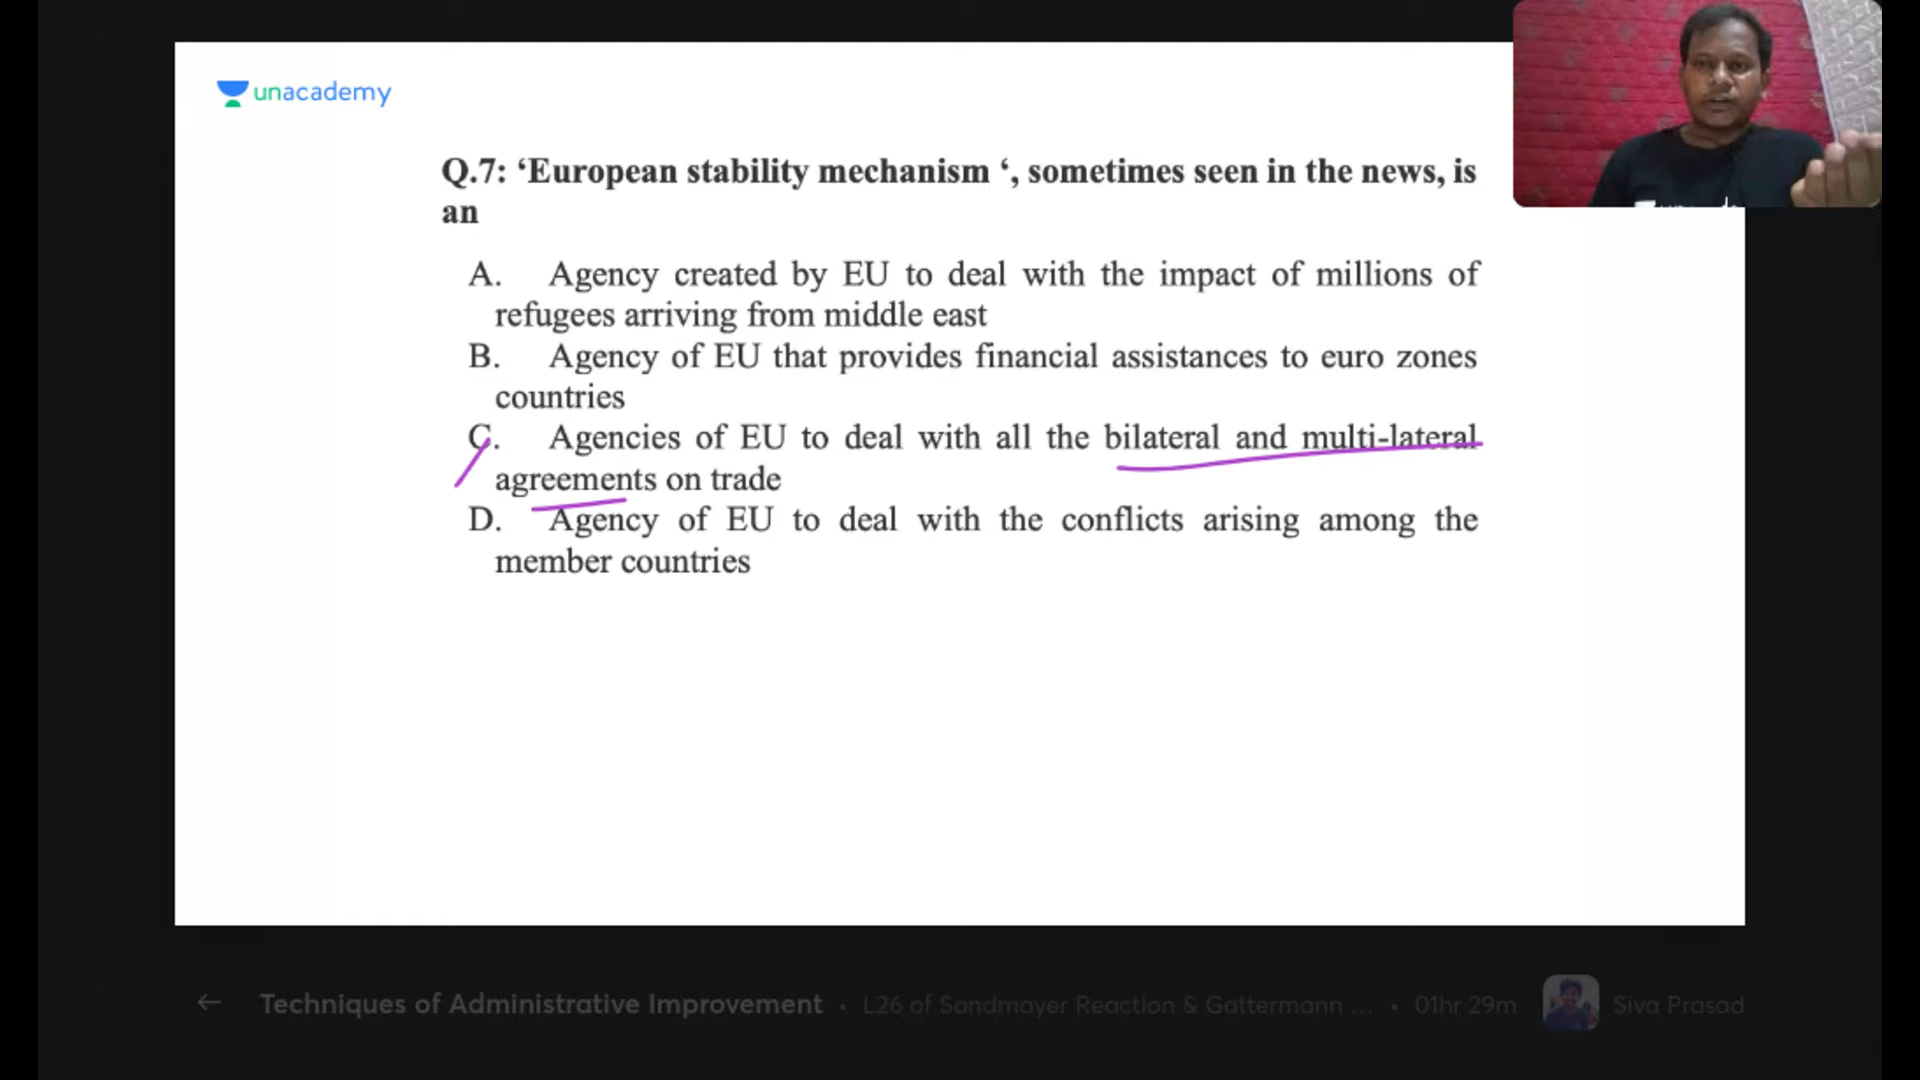 unacademy
Q.7: ‘European stability mechanism ‘, sometimes seen in the news, is
an
A. Agency created by EU to deal with the impact of millions of
refugees arriving from middle east
B. Agency of EU that provides financial assistances to euro zones
countries
C. Agencies of EU to deal with all the bilateral and multi-lateral
agreements on trade
D. Agency of EU to deal with the conflicts arising among the
member countries
Techniques of Administrative Improvement • L26 of Sandmayer Reaction & Gattermann ... • 01hr 29m Siva Prasad